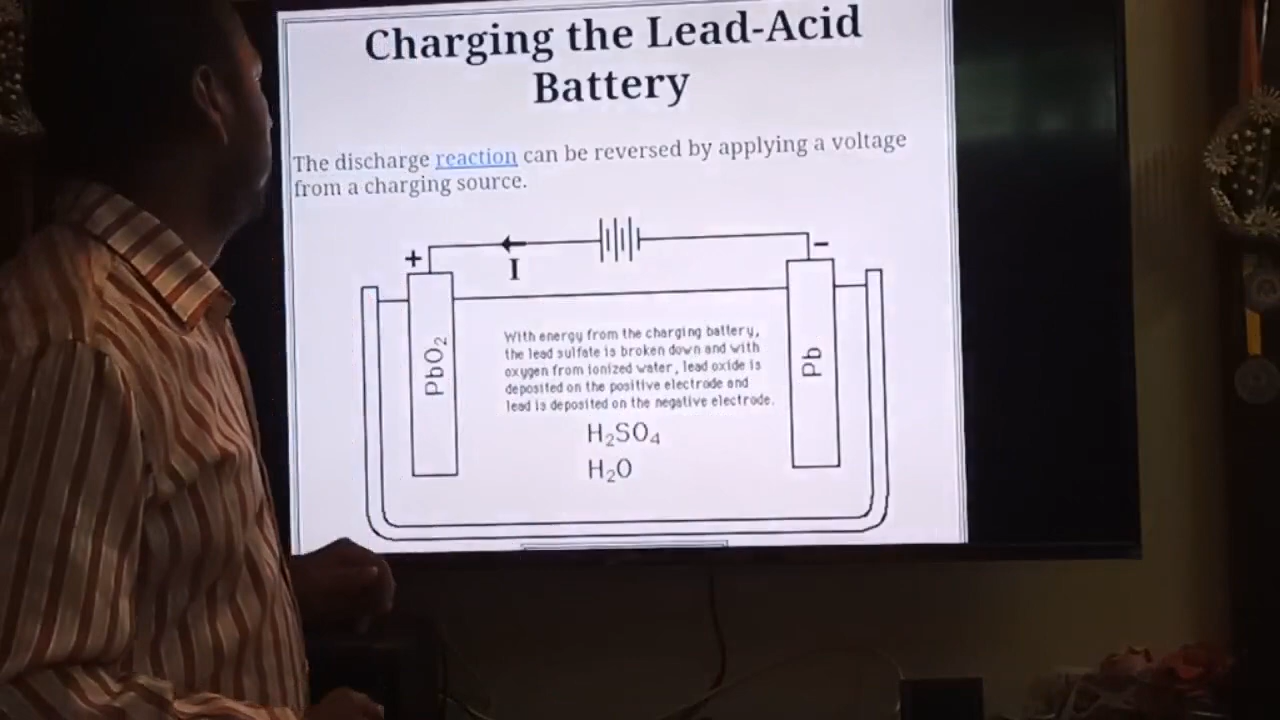 Charging the Lead-Acid
Battery
The discharge reaction can be reversed by applying a voltage
from a charging source.
+
-
I
PbO₂
Pb
With energy from the charging battery,
the lead sulfate is broken down and with
oxygen from ionized water, lead oxide is
deposited on the positive electrode and
lead is deposited on the negative electrode.
H₂SO₄
H₂O